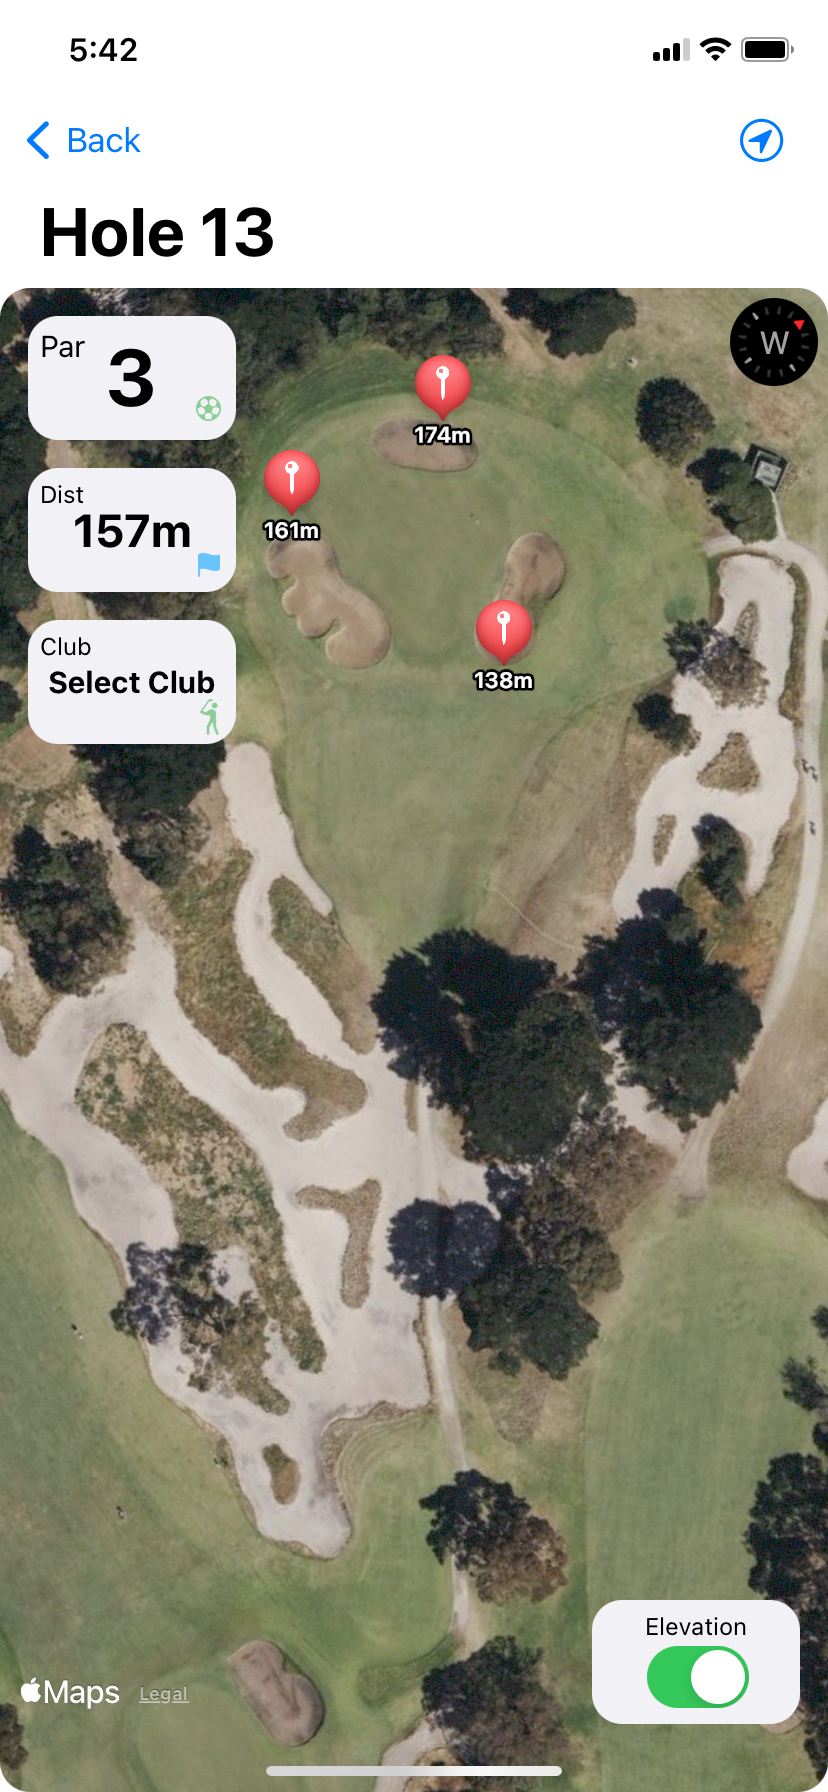 5:42
Back
Hole 13
Par
3
W
174m
Dist
157m
161m
Club
Select Club
138m
Elevation
Maps Legal